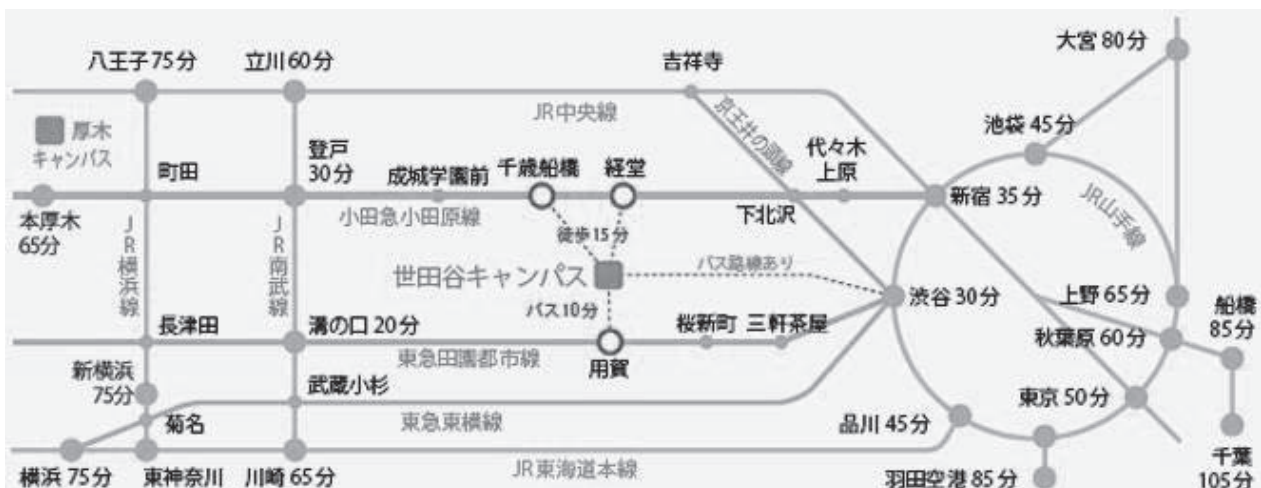 大宮 80分
八王子 75分
立川 60分
吉祥寺
JR中央線
京王井の頭線
池袋 45分
厚木
キャンパス
町田
登戸
30分
成城学園前
千歳船橋
経堂
代々木
上原
新宿 35分
JR山手線
本厚木
65分
小田急小田原線
下北沢
JR横浜線
JR南武線
徒歩15分
世田谷キャンパス
バス路線あり
渋谷 30分
上野 65分
船橋
85分
バス10分
長津田
溝の口 20分
桜新町
三軒茶屋
秋葉原 60分
東急田園都市線
用賀
新横浜
75分
武蔵小杉
東京 50分
菊名
東急東横線
品川 45分
横浜 75分
東神奈川
川崎 65分
JR東海道本線
羽田空港 85分
千葉
105分